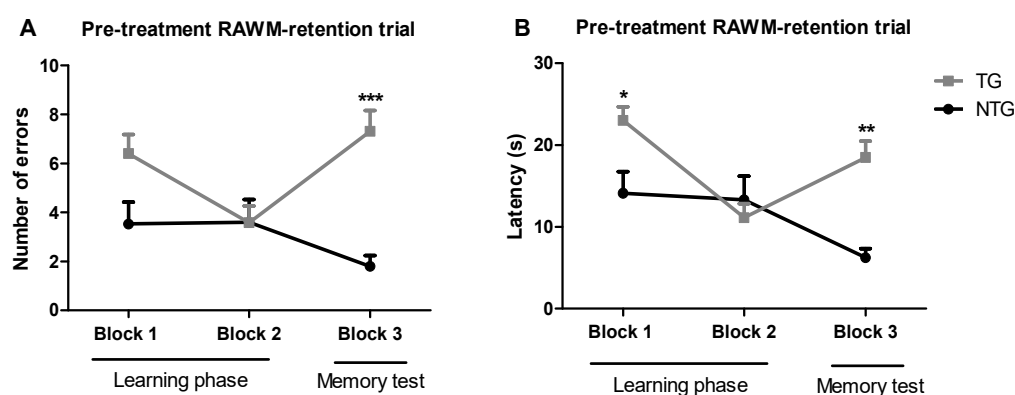 A
Pre-treatment RAWM-retention trial
Number of errors
10
8
6
4
2
0
***
Block 1
Block 2
Block 3
Learning phase
Memory test
B
Pre-treatment RAWM-retention trial
Latency (s)
30
20
10
0
*
**
Block 1
Block 2
Block 3
Learning phase
Memory test
TG
NTG